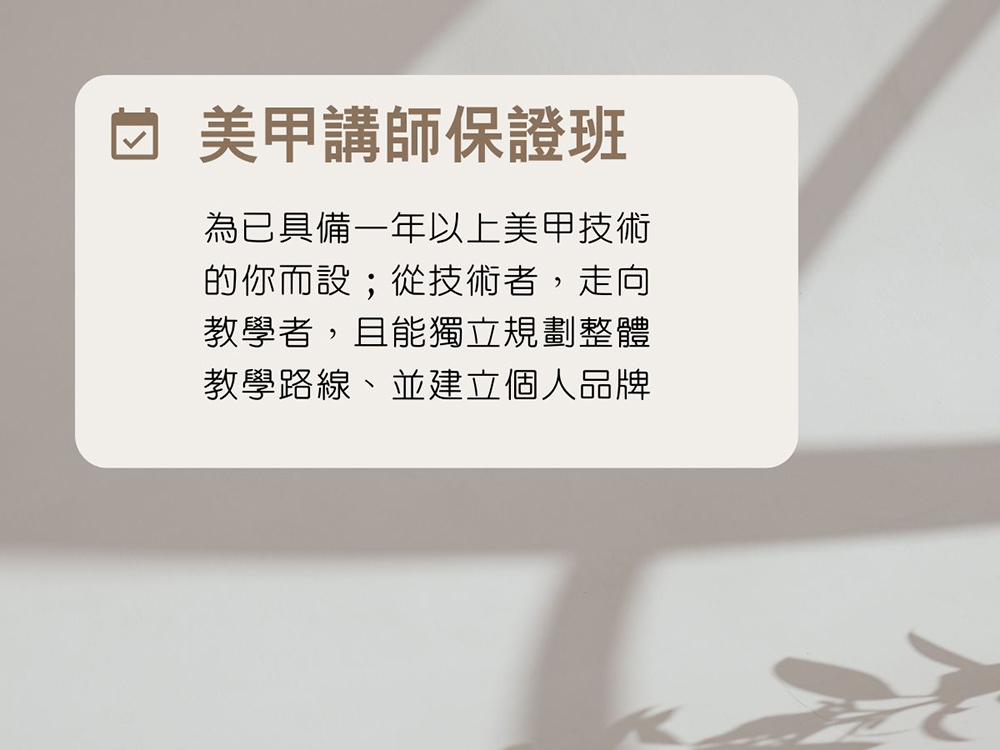 美甲講師保證班
為已具備一年以上美甲技術
的你而設；從技術者，走向
教學者，且能獨立規劃整體
教學路線、並建立個人品牌